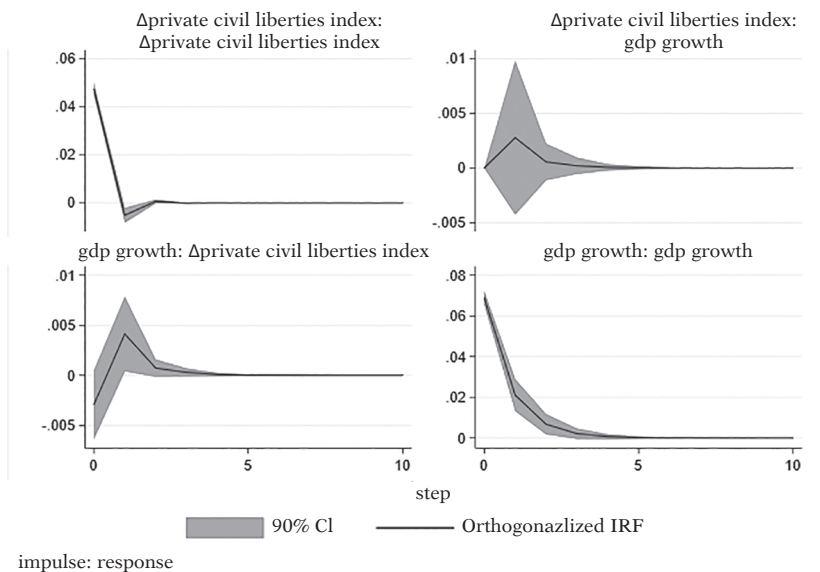 Δprivate civil liberties index:
Δprivate civil liberties index
.06
.04
.02
0
Δprivate civil liberties index:
gdp growth
.01
.005
0
-.005
gdp growth: Δprivate civil liberties index
.01
.005
0
-.005
0
5
10
gdp growth: gdp growth
.08
.06
.04
.02
0
0
5
10
step
90% Cl
Orthogonazlized IRF
impulse: response